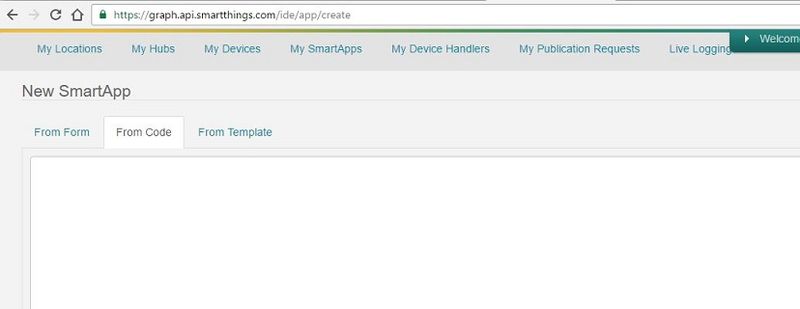 https://graph.api.smartthings.com/ide/app/create
My Locations My Hubs My Devices My SmartApps My Device Handlers My Publication Requests Live Logging Welcome
New SmartApp
From Form From Code From Template